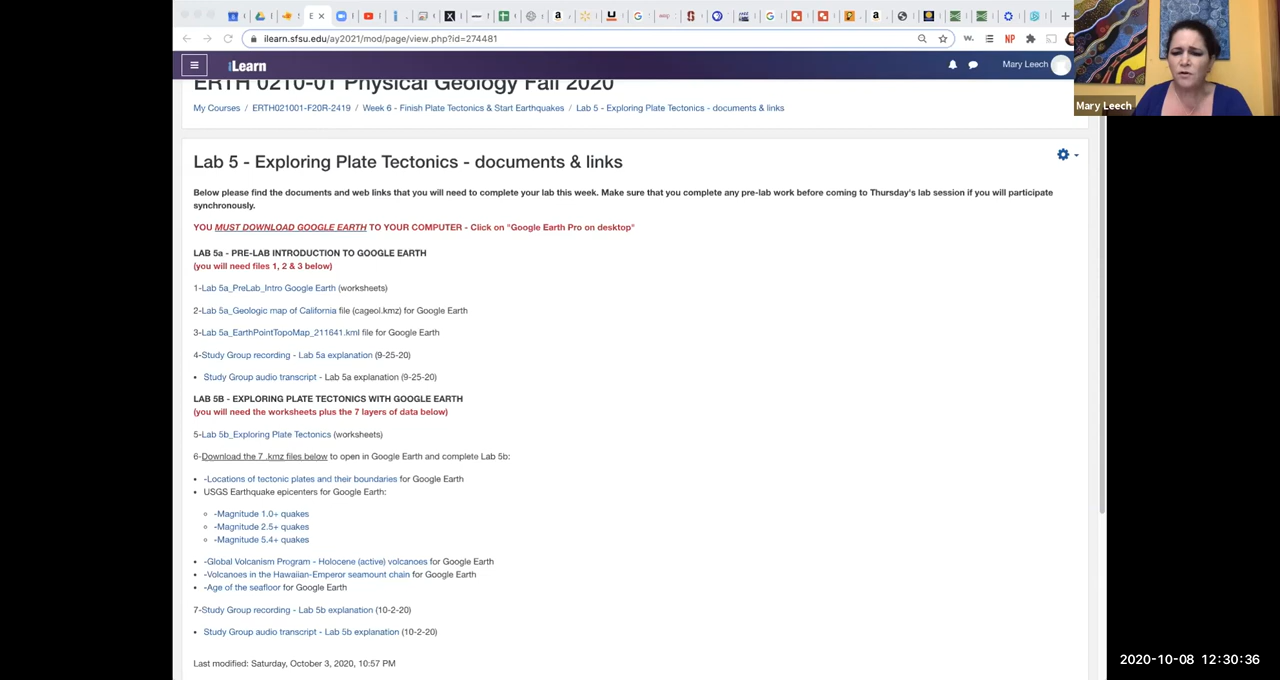 ilearn.sfsu.edu/ay2021/mod/page/view.php?id=274481
W.
NP
iLearn
Mary Leech
Mary Leech
ERTH 0210-01 Physical Geology Fall 2020
My Courses / ERTH021001-F20R-2419 / Week 6 - Finish Plate Tectonics & Start Earthquakes / Lab 5 - Exploring Plate Tectonics - documents & links
Lab 5 - Exploring Plate Tectonics - documents & links
Below please find the documents and web links that you will need to complete your lab this week. Make sure that you complete any pre-lab work before coming to Thursday's lab session if you will participate
synchronously.
YOU MUST DOWNLOAD GOOGLE EARTH TO YOUR COMPUTER - Click on "Google Earth Pro on desktop"
LAB 5a - PRE-LAB INTRODUCTION TO GOOGLE EARTH
(you will need files 1, 2 & 3 below)
1-Lab 5a_PreLab_Intro Google Earth (worksheets)
2-Lab 5a_Geologic map of California file (cageol.kmz) for Google Earth
3-Lab 5a_EarthPointTopoMap_211641.kml file for Google Earth
4-Study Group recording - Lab 5a explanation (9-25-20)
• Study Group audio transcript - Lab 5a explanation (9-25-20)
LAB 5B - EXPLORING PLATE TECTONICS WITH GOOGLE EARTH
(you will need the worksheets plus the 7 layers of data below)
5-Lab 5b_Exploring Plate Tectonics (worksheets)
6-Download the 7 .kmz files below to open in Google Earth and complete Lab 5b:
• -Locations of tectonic plates and their boundaries for Google Earth
• USGS Earthquake epicenters for Google Earth:
◦ -Magnitude 1.0+ quakes
◦ -Magnitude 2.5+ quakes
◦ -Magnitude 5.4+ quakes
• -Global Volcanism Program - Holocene (active) volcanoes for Google Earth
• -Volcanoes in the Hawaiian-Emperor seamount chain for Google Earth
• -Age of the seafloor for Google Earth
7-Study Group recording - Lab 5b explanation (10-2-20)
• Study Group audio transcript - Lab 5b explanation (10-2-20)
Last modified: Saturday, October 3, 2020, 10:57 PM
2020-10-08 12:30:36